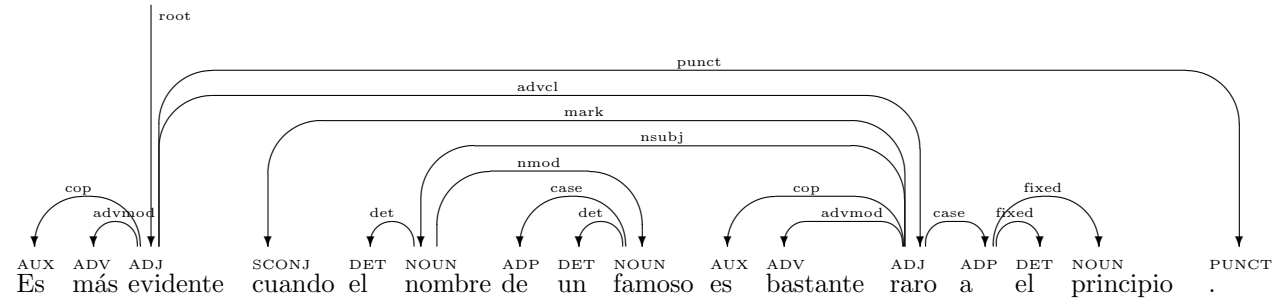 root
punct
advcl
mark
nsubj
nmod
cop case cop fixed
advmod det det advmod case fixed
AUX ADV ADJ SCONJ DET NOUN ADP DET NOUN AUX ADV ADJ ADP DET NOUN PUNCT
Es más evidente cuando el nombre de un famoso es bastante raro a el principio .